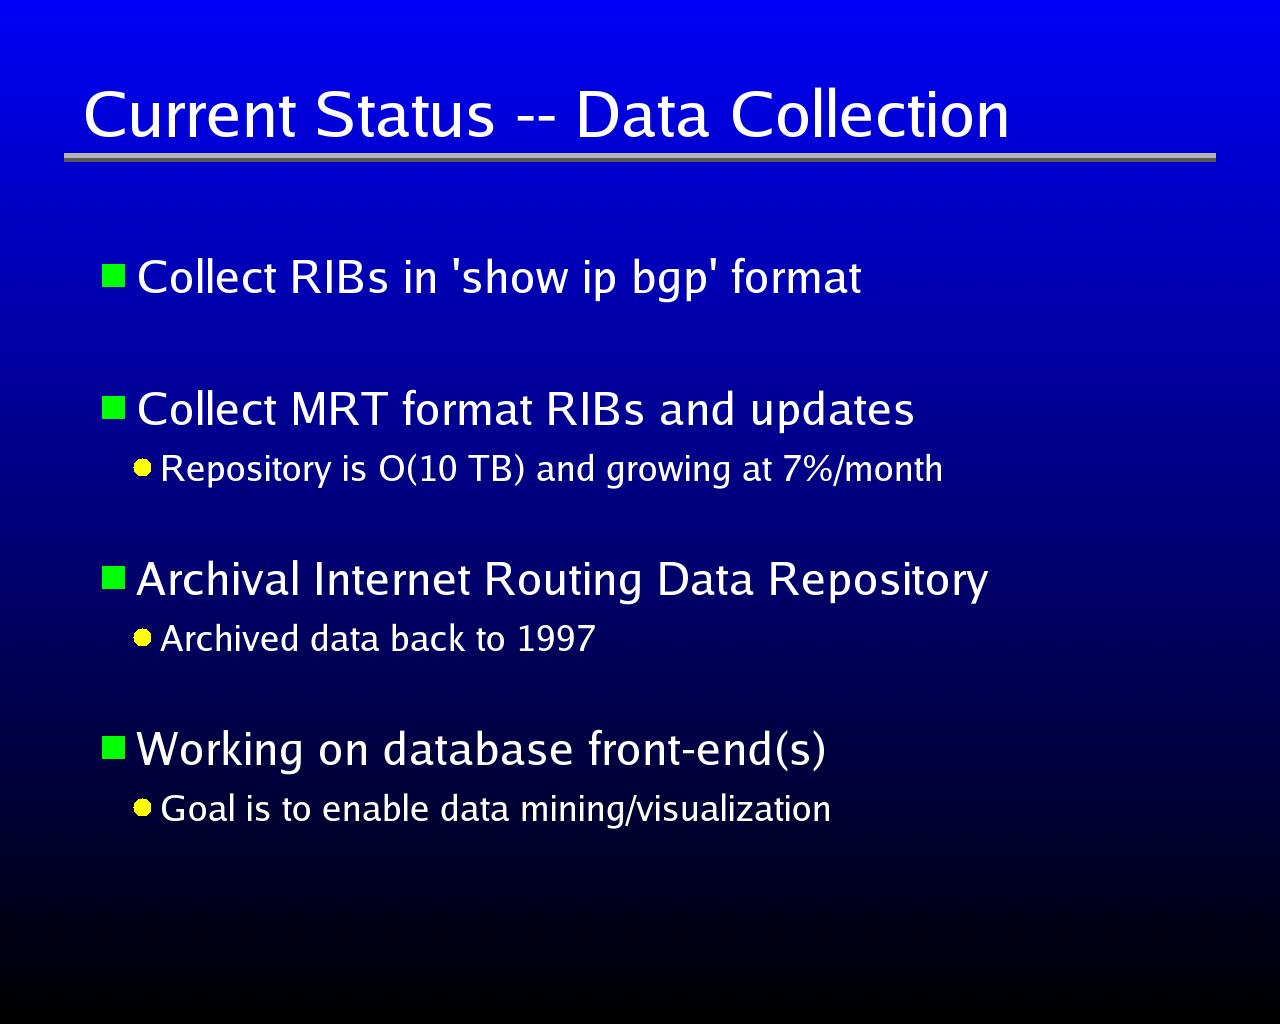 Current Status -- Data Collection
Collect RIBs in 'show ip bgp' format
Collect MRT format RIBs and updates
Repository is O(10 TB) and growing at 7%/month
Archival Internet Routing Data Repository
Archived data back to 1997
Working on database front-end(s)
Goal is to enable data mining/visualization